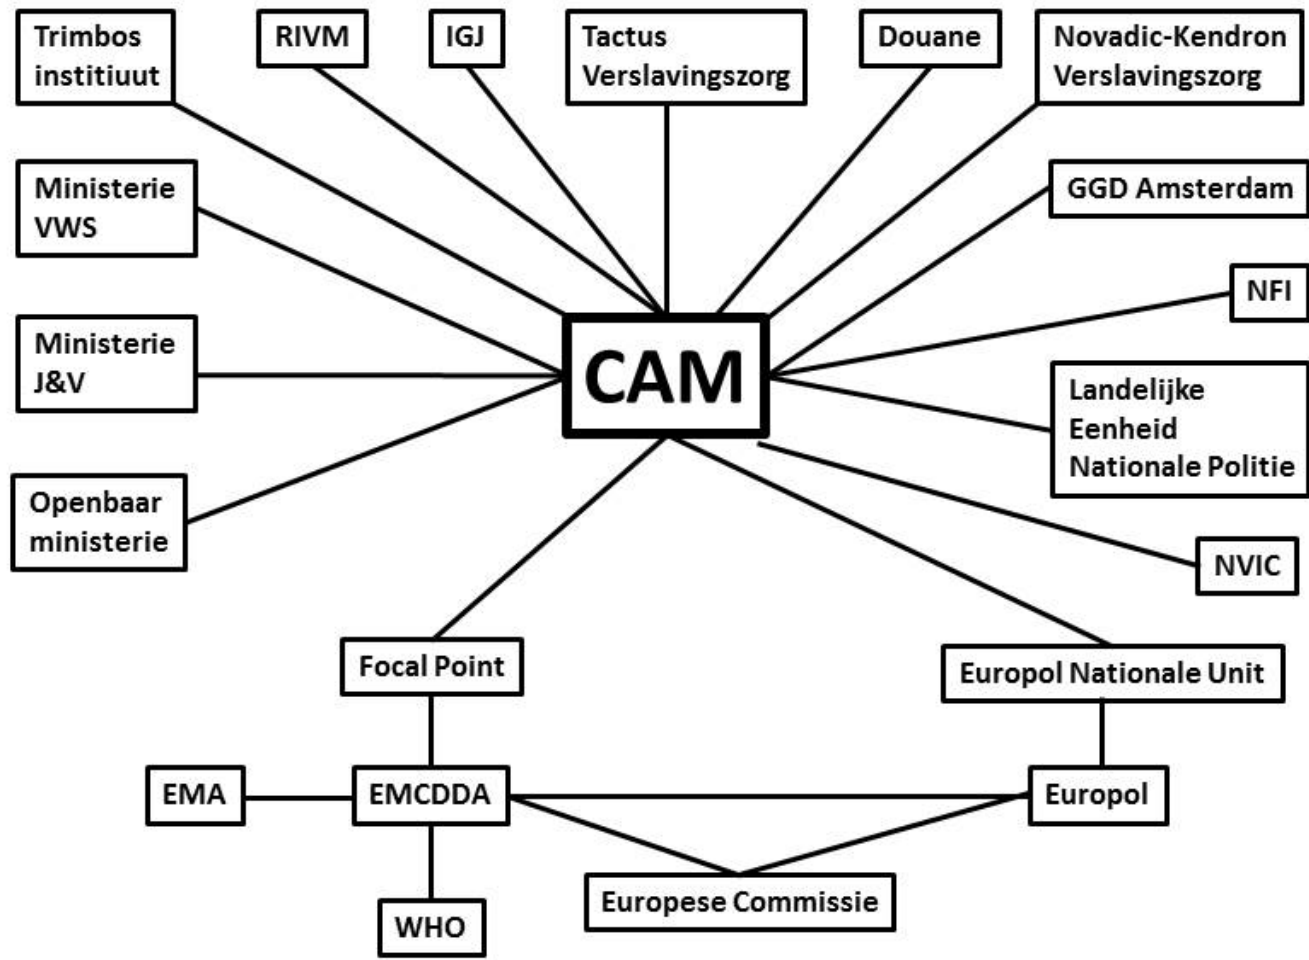 Trimbos
institiuut
RIVM
IGJ
Tactus
Verslavingszorg
Douane
Novadic-Kendron
Verslavingszorg
Ministerie
VWS
GGD Amsterdam
NFI
Ministerie
J&V
CAM
Landelijke
Eenheid
Nationale Politie
Openbaar
ministerie
NVIC
Focal Point
Europol Nationale Unit
EMA
EMCDDA
Europol
Europese Commissie
WHO